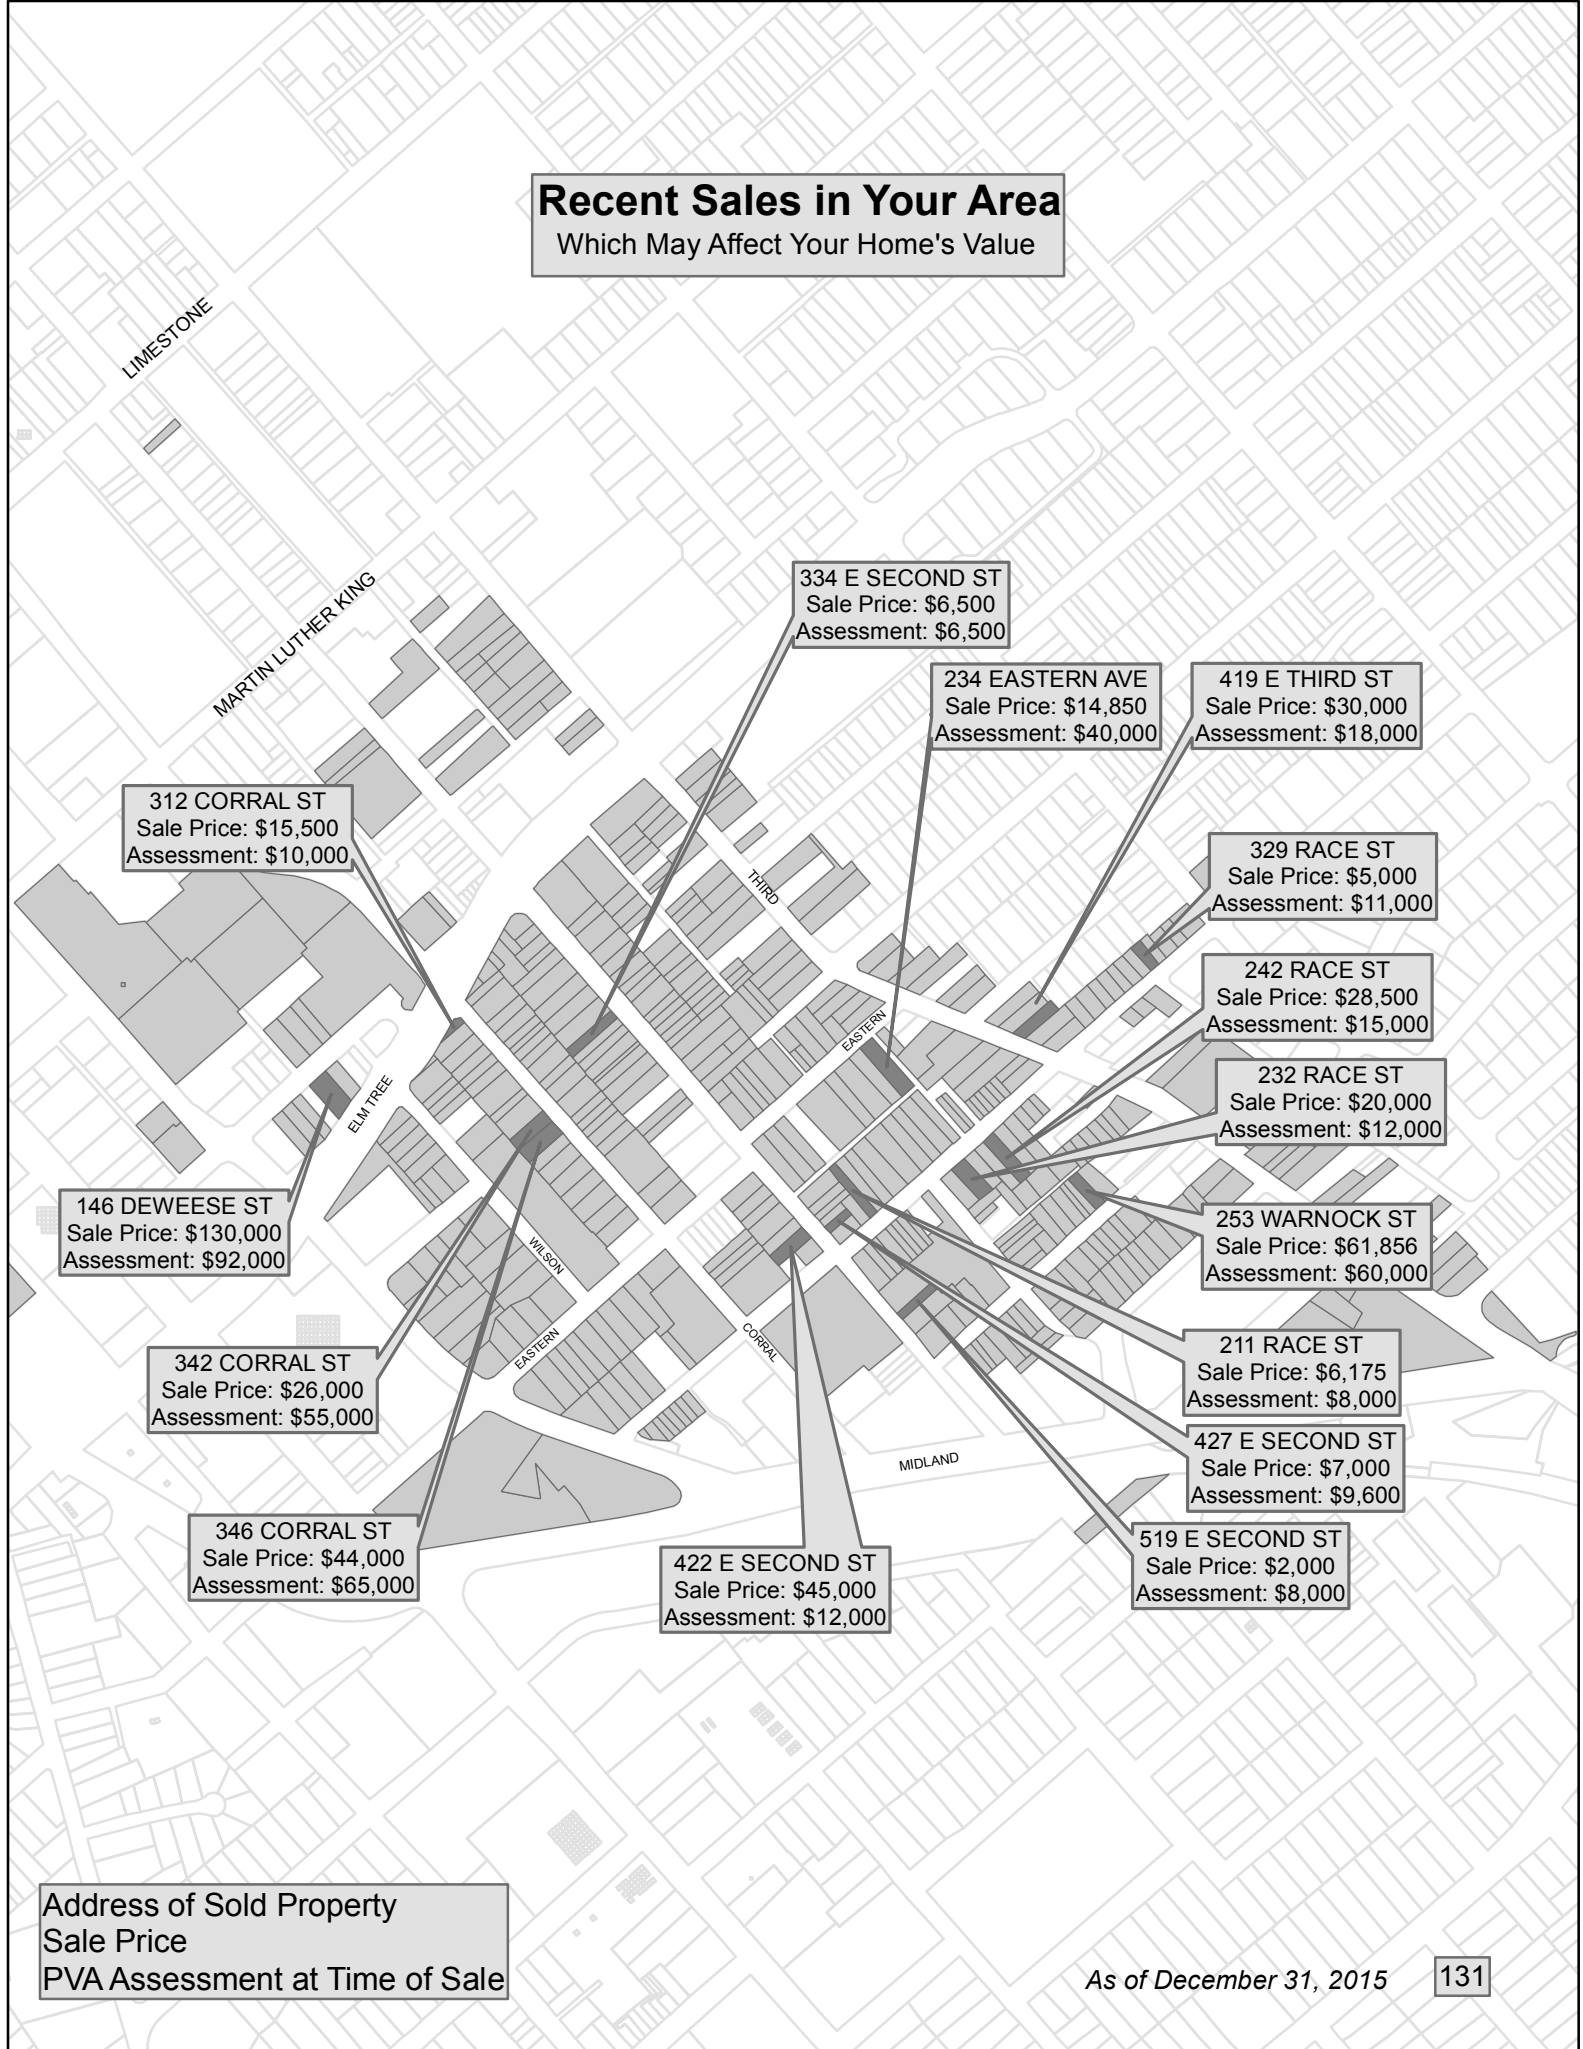 Recent Sales in Your Area
Which May Affect Your Home's Value
LIMESTONE
MARTIN LUTHER KING
334 E SECOND ST
Sale Price: $6,500
Assessment: $6,500
234 EASTERN AVE
Sale Price: $14,850
Assessment: $40,000
419 E THIRD ST
Sale Price: $30,000
Assessment: $18,000
312 CORRAL ST
Sale Price: $15,500
Assessment: $10,000
THIRD
329 RACE ST
Sale Price: $5,000
Assessment: $11,000
242 RACE ST
Sale Price: $28,500
Assessment: $15,000
EASTERN
232 RACE ST
Sale Price: $20,000
Assessment: $12,000
ELM TREE
146 DEWEESE ST
Sale Price: $130,000
Assessment: $92,000
253 WARNOCK ST
Sale Price: $61,856
Assessment: $60,000
WILSON
EASTERN
CORRAL
211 RACE ST
Sale Price: $6,175
Assessment: $8,000
342 CORRAL ST
Sale Price: $26,000
Assessment: $55,000
427 E SECOND ST
Sale Price: $7,000
Assessment: $9,600
MIDLAND
346 CORRAL ST
Sale Price: $44,000
Assessment: $65,000
422 E SECOND ST
Sale Price: $45,000
Assessment: $12,000
519 E SECOND ST
Sale Price: $2,000
Assessment: $8,000
Address of Sold Property
Sale Price
PVA Assessment at Time of Sale
As of December 31, 2015
131